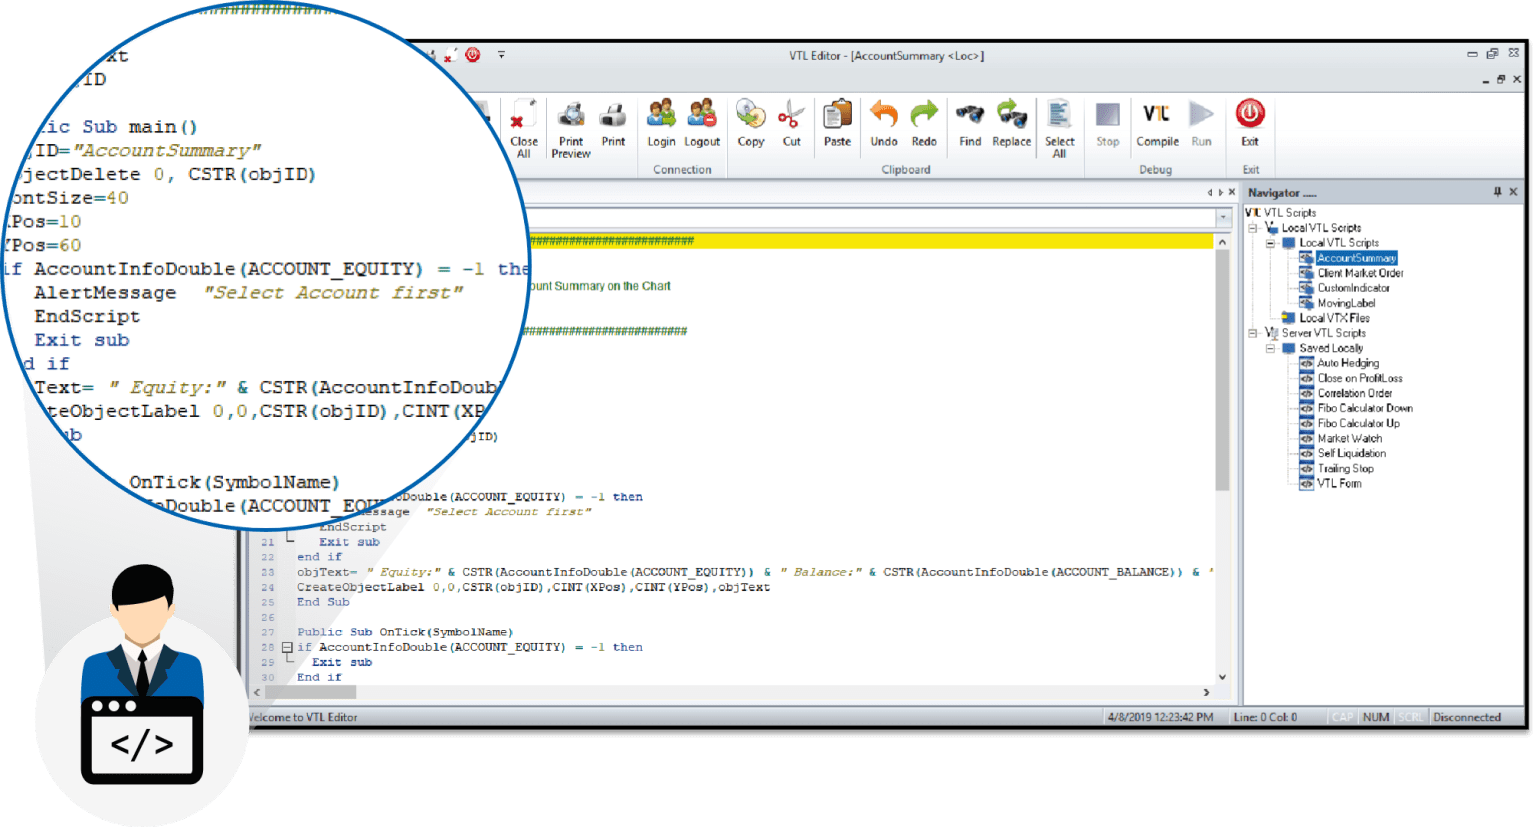 VTL Editor - [AccountSummary <Loc>]
Close All
Print Preview
Print
Login
Logout
Connection
Copy
Cut
Paste
Undo
Redo
Find
Replace
Select All
Clipboard
Stop
VTL
Compile
Run
Debug
Exit
Exit
################
xt
ID
ic Sub main()
ID="AccountSummary"
jectDelete 0, CSTR(objID)
ontSize=40
XPos=10
YPos=60
if AccountInfoDouble(ACCOUNT_EQUITY) = -1 the
AlertMessage "Select Account first"
EndScript
Exit sub
d if
Text= " Equity:" & CSTR(AccountInfoDoub
teObjectLabel 0,0,CSTR(objID),CINT(XP
ub
OnTick(SymbolName)
oDouble(ACCOUNT_EQU
#########################
ount Summary on the Chart
########################
jID)
oDouble(ACCOUNT_EQUITY) = -1 then
essage "Select Account first"
EndScript
21 Exit sub
22 end if
23 objText= " Equity:" & CSTR(AccountInfoDouble(ACCOUNT_EQUITY)) & " Balance:" & CSTR(AccountInfoDouble(ACCOUNT_BALANCE)) & "
24 CreateObjectLabel 0,0,CSTR(objID),CINT(XPos),CINT(YPos),objText
25 End Sub
26
27 Public Sub OnTick(SymbolName)
28 if AccountInfoDouble(ACCOUNT_EQUITY) = -1 then
29 Exit sub
30 End if
Navigator .....
VTL VTL Scripts
Local VTL Scripts
Local VTL Scripts
AccountSummary
Client Market Order
CustomIndicator
MovingLabel
Local VTX Files
Server VTL Scripts
Saved Locally
Auto Hedging
Close on ProfitLoss
Correlation Order
Fibo Calculator Down
Fibo Calculator Up
Market Watch
Self Liquidation
Trailing Stop
VTL Form
elcome to VTL Editor
4/8/2019 12:23:42 PM
Line: 0 Col: 0
CAP
NUM
SCRL
Disconnected
</>